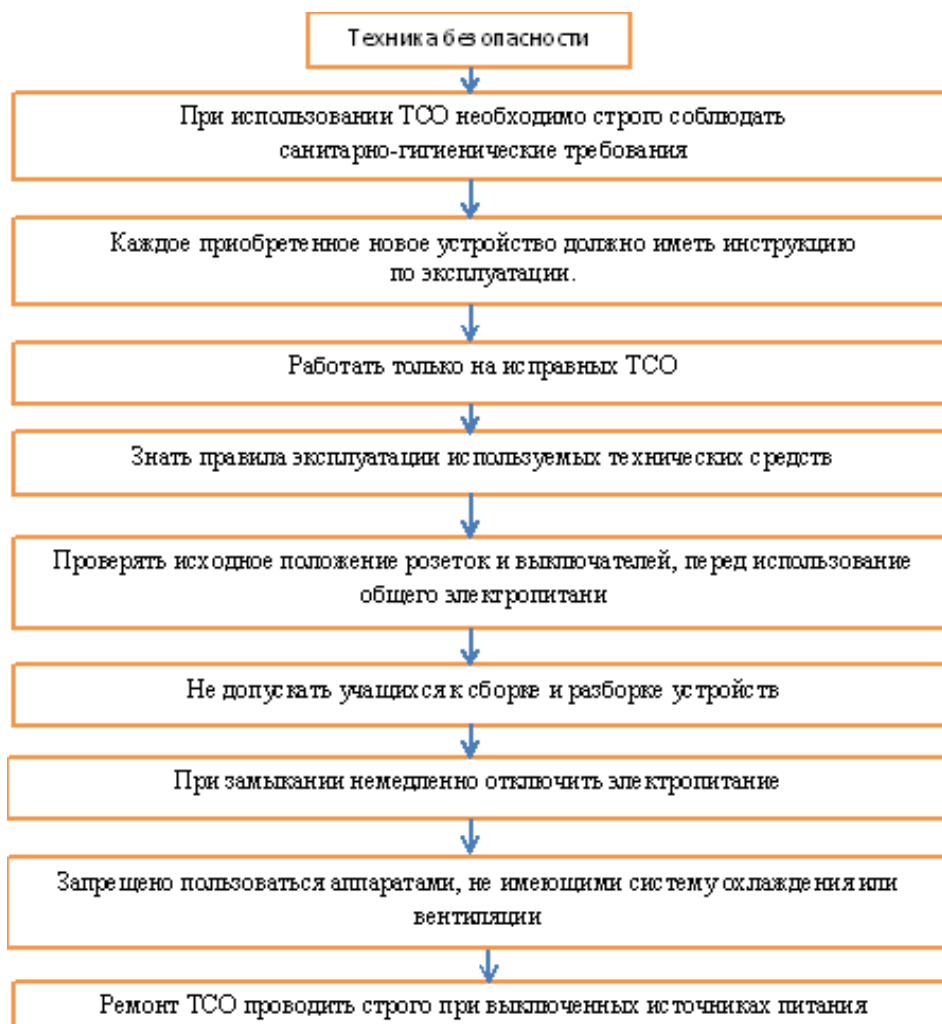 Техника безопасности
При использовании ТСО необходимо строго соблюдать
санитарно-гигиенические требования
Каждое приобретенное новое устройство должно иметь инструкцию
по эксплуатации.
Работать только на исправных ТСО
Знать правила эксплуатации используемых технических средств
Проверять исходное положение розеток и выключателей, перед использование
общего электропитани
Не допускать учащихся к сборке и разборке устройств
При замыкании немедленно отключить электропитание
Запрещено пользоваться аппаратами, не имеющими систему охлаждения или
вентиляции
Ремонт ТСО проводить строго при выключенных источниках питания